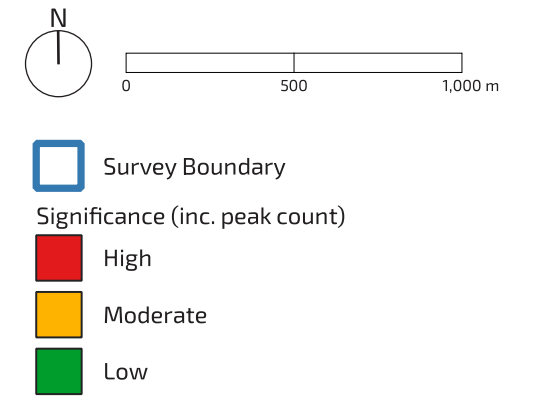 N
0 500 1,000 m
Survey Boundary
Significance (inc. peak count)
High
Moderate
Low